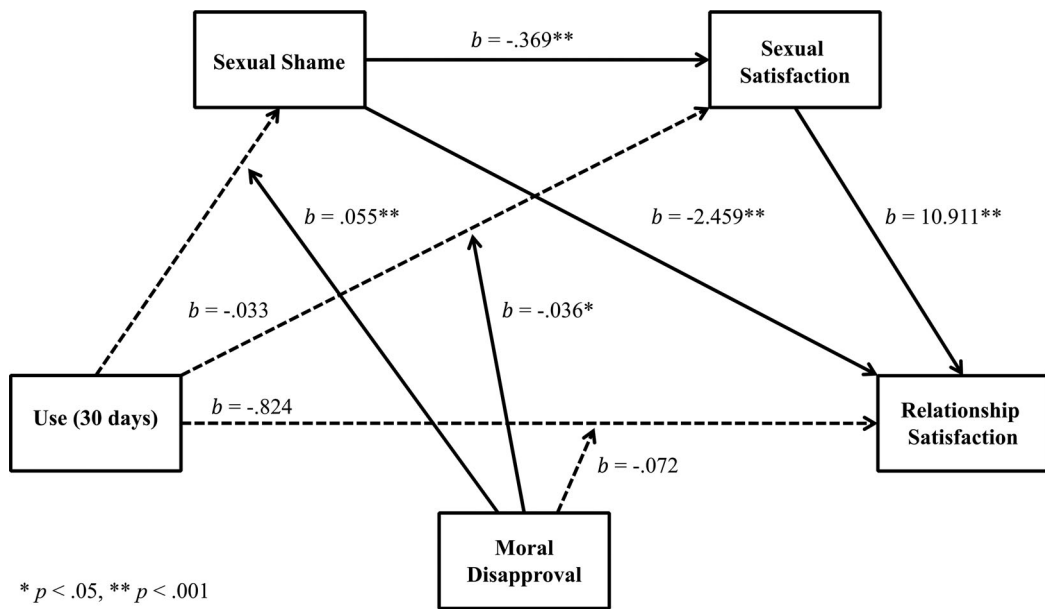 b = -.369**
Sexual Shame
Sexual
Satisfaction
b = .055**
b = -2.459**
b = 10.911**
b = -.033
b = -.036*
Use (30 days)
b = -.824
Relationship
Satisfaction
b = -.072
Moral
Disapproval
* p < .05, ** p < .001